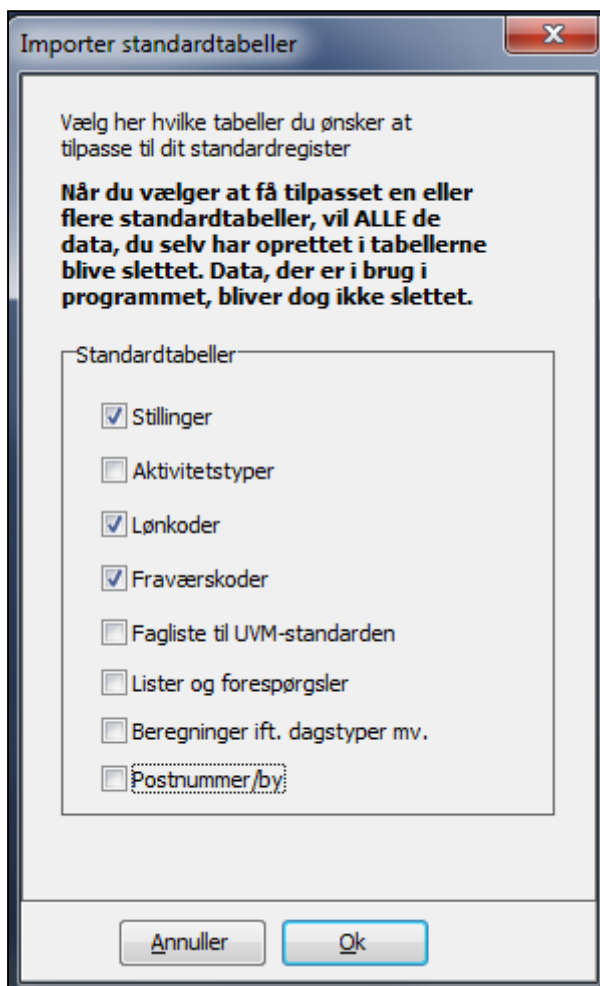 Importer standardtabeller
Vælg her hvilke tabeller du ønsker at
tilpasse til dit standardregister
Når du vælger at få tilpasset en eller
flere standardtabeller, vil ALLE de
data, du selv har oprettet i tabellerne
blive slettet. Data, der er i brug i
programmet, bliver dog ikke slettet.
Standardtabeller
Stillinger
Aktivitetstyper
Lønkoder
Fraværskoder
Fagliste til UVM-standarden
Lister og forespørgsler
Beregninger ift. dagstyper mv.
Postnummer/by
Annuller
Ok